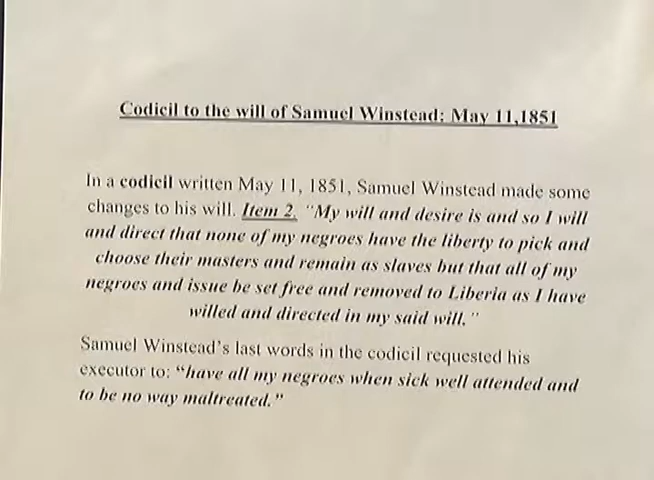 Codicil to the will of Samuel Winstead: May 11,1851
In a codicil written May 11, 1851, Samuel Winstead made some
changes to his will. Item 2. "My will and desire is and so I will
and direct that none of my negroes have the liberty to pick and
choose their masters and remain as slaves but that all of my
negroes and issue be set free and removed to Liberia as I have
willed and directed in my said will."
Samuel Winstead's last words in the codicil requested his
executor to: "have all my negroes when sick well attended and
to be no way maltreated."